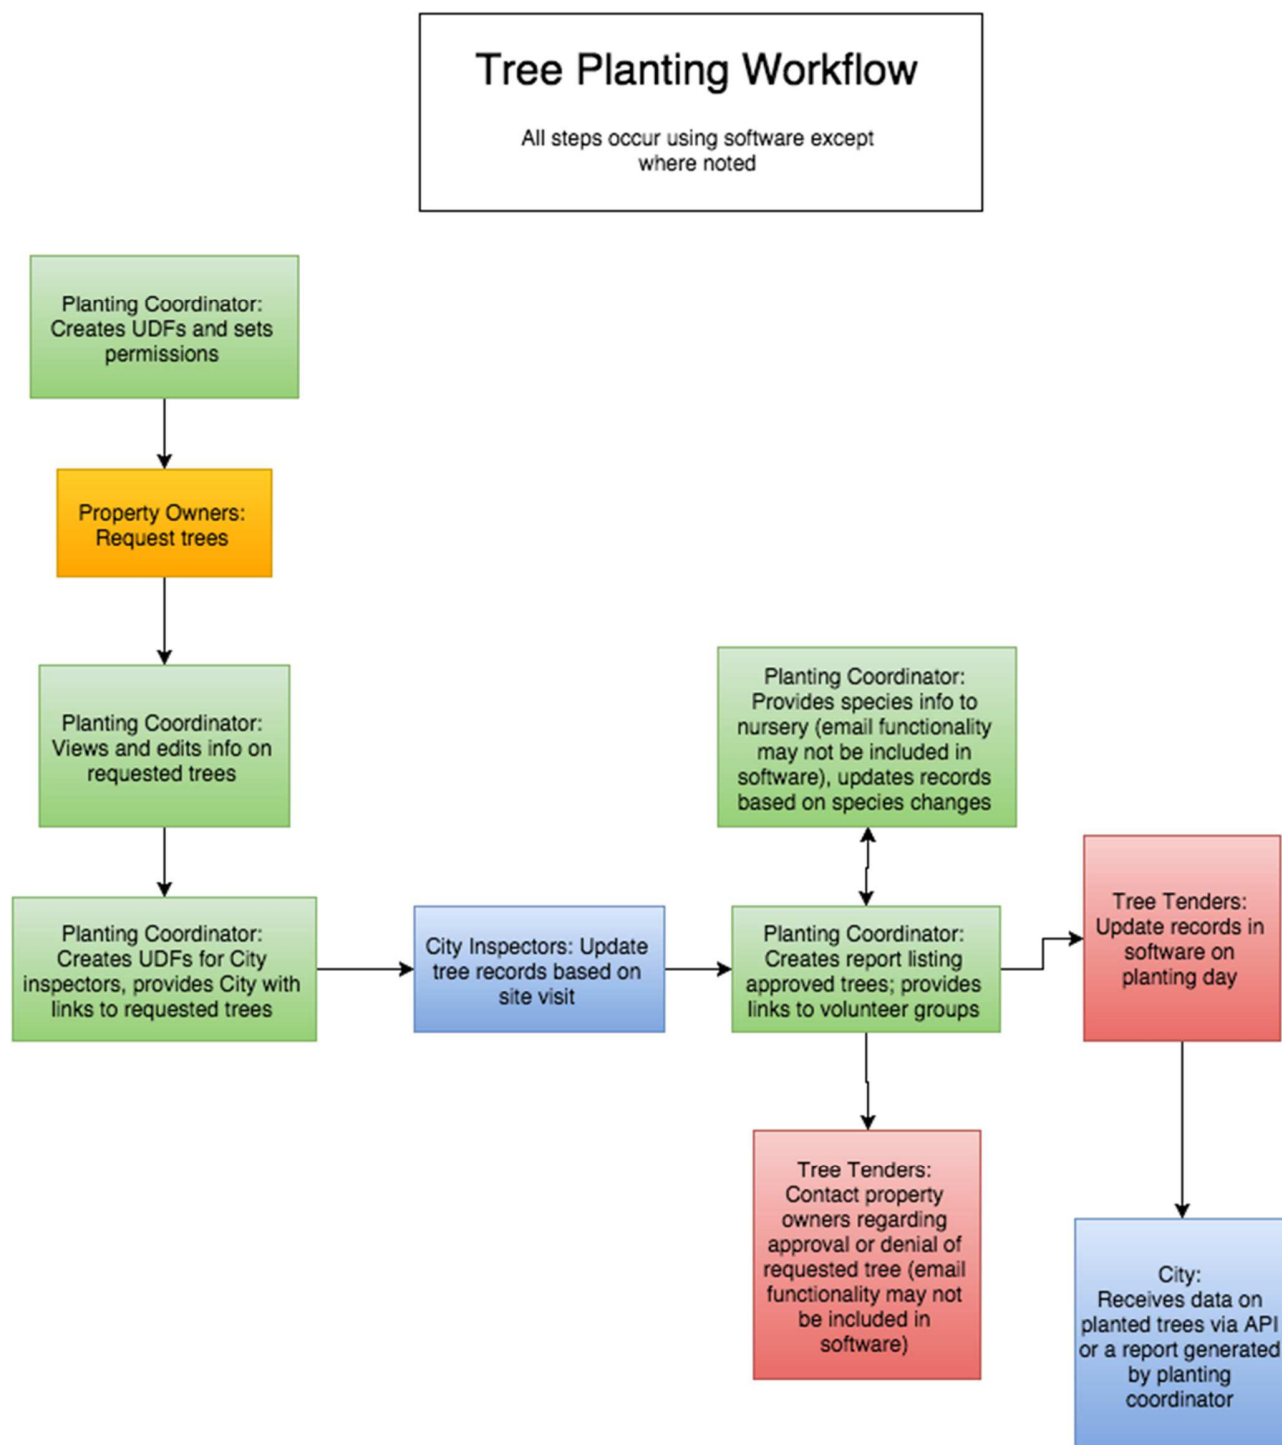 Tree Planting Workflow
All steps occur using software except
where noted
Planting Coordinator:
Creates UDFs and sets
permissions
Property Owners:
Request trees
Planting Coordinator:
Views and edits info on
requested trees
Planting Coordinator:
Creates UDFs for City
inspectors, provides City with
links to requested trees
City Inspectors: Update
tree records based on
site visit
Planting Coordinator:
Provides species info to
nursery (email functionality
may not be included in
software), updates records
based on species changes
Planting Coordinator:
Creates report listing
approved trees; provides
links to volunteer groups
Tree Tenders:
Contact property
owners regarding
approval or denial of
requested tree (email
functionality may not
be included in
software)
Tree Tenders:
Update records in
software on
planting day
City:
Receives data on
planted trees via API
or a report generated
by planting
coordinator